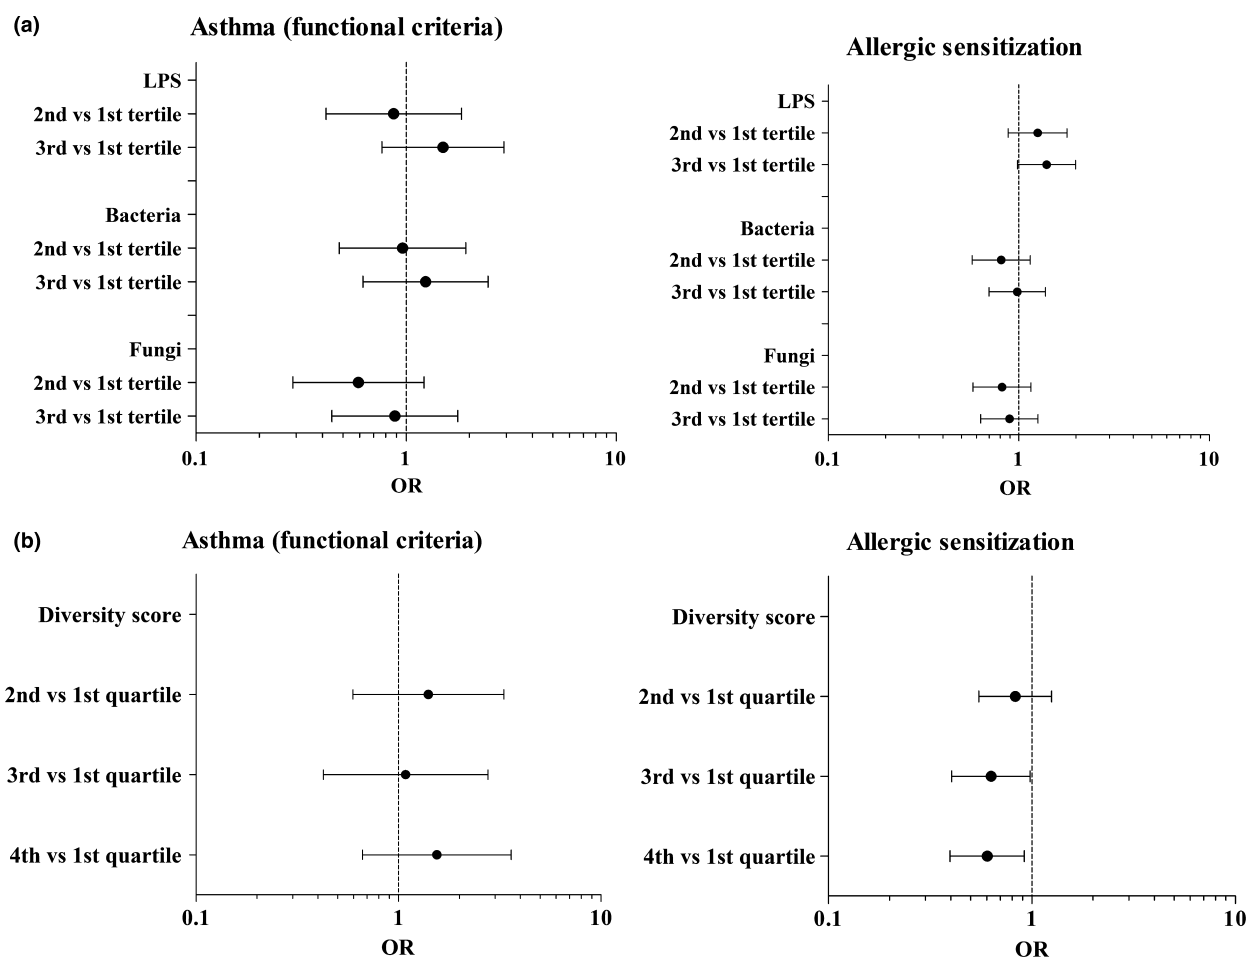 (a)
Asthma (functional criteria)
LPS
2nd vs 1st tertile
3rd vs 1st tertile
Bacteria
2nd vs 1st tertile
3rd vs 1st tertile
Fungi
2nd vs 1st tertile
3rd vs 1st tertile
0.1 1 10
OR
Allergic sensitization
LPS
2nd vs 1st tertile
3rd vs 1st tertile
Bacteria
2nd vs 1st tertile
3rd vs 1st tertile
Fungi
2nd vs 1st tertile
3rd vs 1st tertile
0.1 1 10
OR
(b)
Asthma (functional criteria)
Diversity score
2nd vs 1st quartile
3rd vs 1st quartile
4th vs 1st quartile
0.1 1 10
OR
Allergic sensitization
Diversity score
2nd vs 1st quartile
3rd vs 1st quartile
4th vs 1st quartile
0.1 1 10
OR